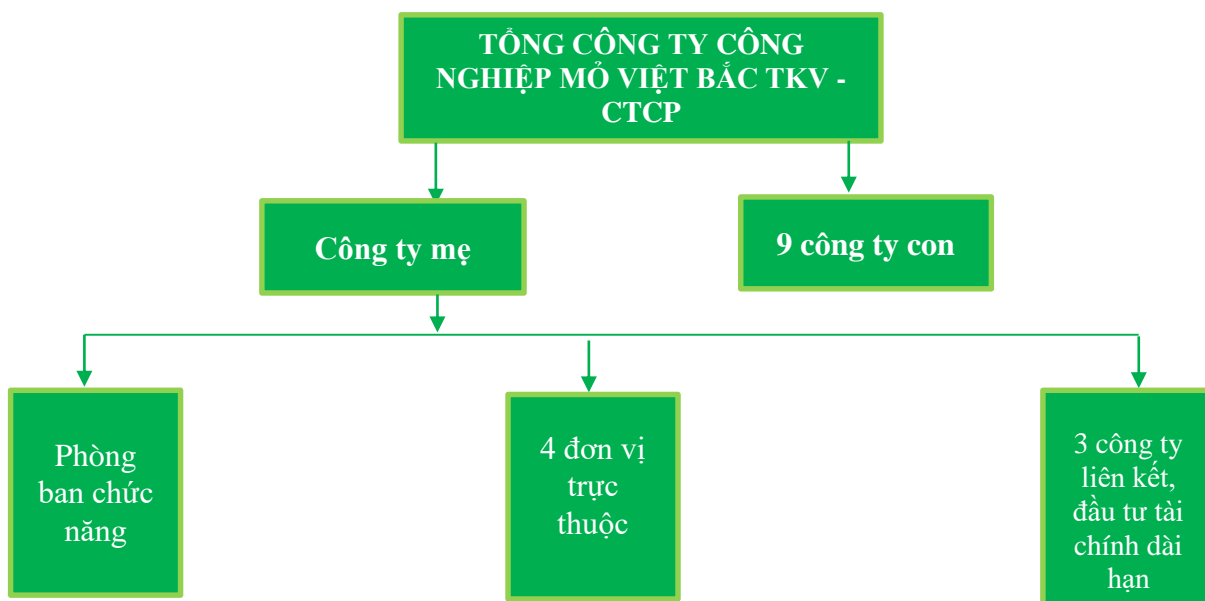 TỔNG CÔNG TY CÔNG
NGHIỆP MỎ VIỆT BẮC TKV -
CTCP
Công ty mẹ
9 công ty con
Phòng
ban chức
năng
4 đơn vị
trực
thuộc
3 công ty
liên kết,
đầu tư tài
chính dài
hạn